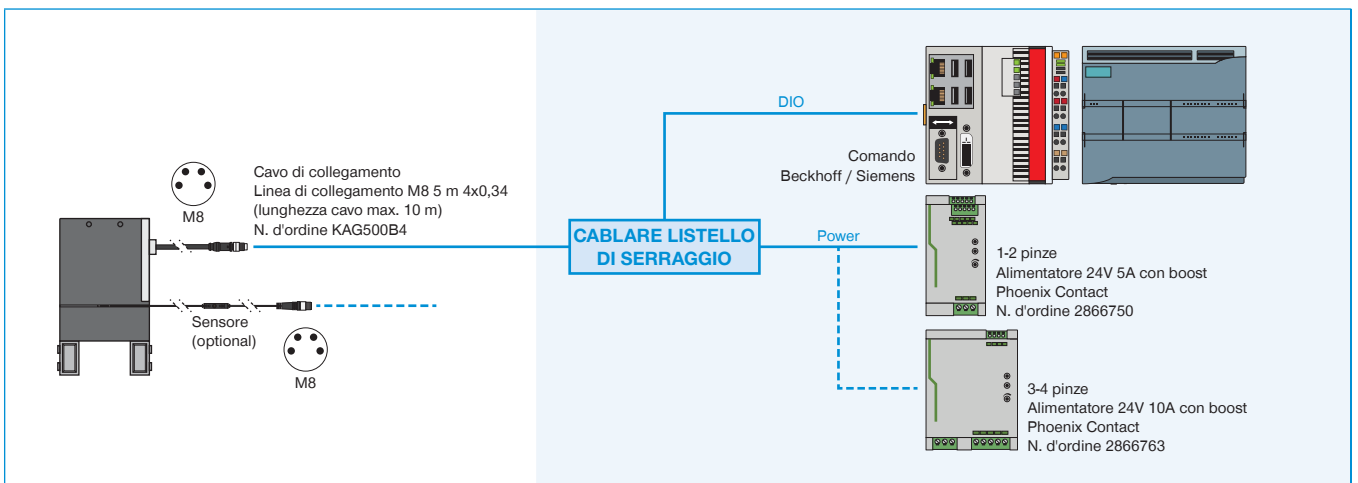 Cavo di collegamento
Linea di collegamento M8 5 m 4x0,34
(lunghezza cavo max. 10 m)
N. d'ordine KAG500B4
M8
Sensore
(optional)
M8
CABLARE LISTELLO
DI SERRAGGIO
DIO
Comando
Beckhoff / Siemens
Power
1-2 pinze
Alimentatore 24V 5A con boost
Phoenix Contact
N. d'ordine 2866750
3-4 pinze
Alimentatore 24V 10A con boost
Phoenix Contact
N. d'ordine 2866763